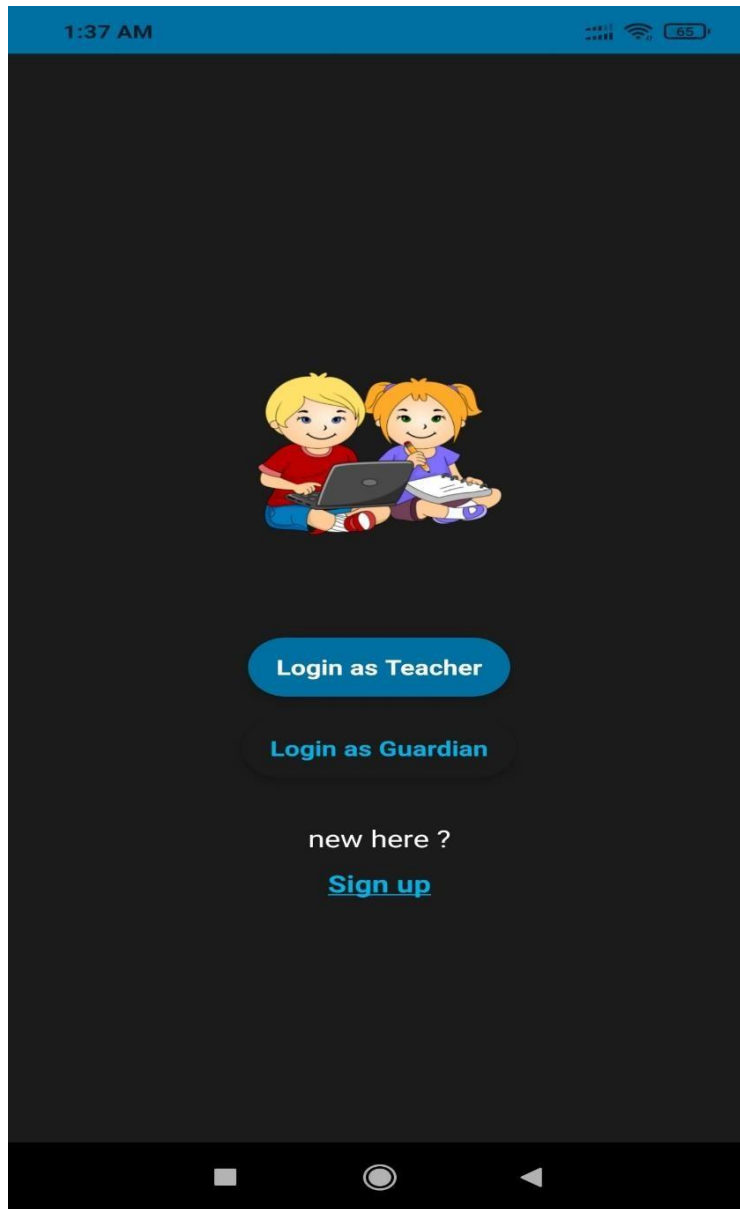 1:37 AM 65
Login as Teacher
Login as Guardian
new here ?
Sign up